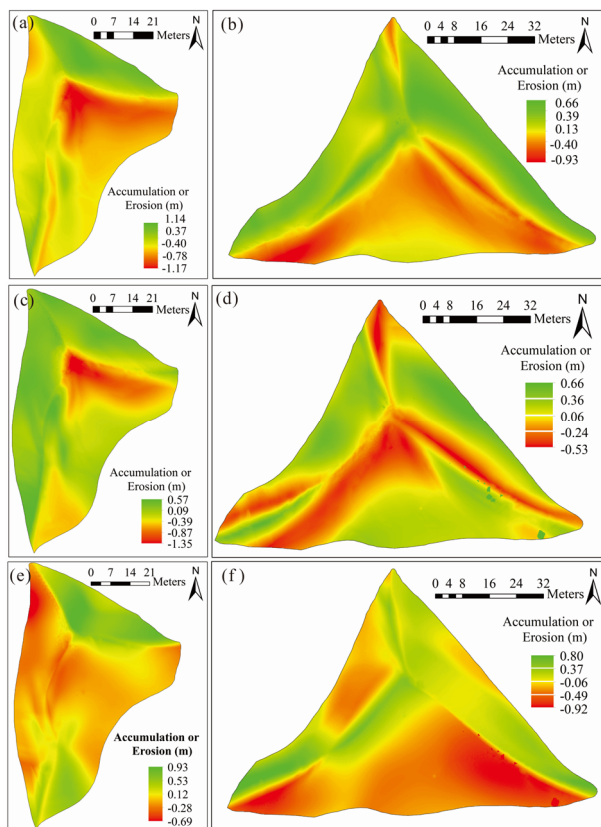 (a)
0 7 14 21
Meters
N
Accumulation or
Erosion (m)
1.14
0.37
-0.40
-0.78
-1.17
(b)
0 4 8 16 24 32
Meters
N
Accumulation or
Erosion (m)
0.66
0.39
0.13
-0.40
-0.93
(c)
0 7 14 21
Meters
N
Accumulation or
Erosion (m)
0.57
0.09
-0.39
-0.87
-1.35
(d)
0 4 8 16 24 32
Meters
N
Accumulation or
Erosion (m)
0.66
0.36
0.06
-0.24
-0.53
(e)
0 7 14 21
Meters
N
Accumulation or
Erosion (m)
0.93
0.53
0.12
-0.28
-0.69
(f)
0 4 8 16 24 32
Meters
N
Accumulation or
Erosion (m)
0.80
0.37
-0.06
-0.49
-0.92